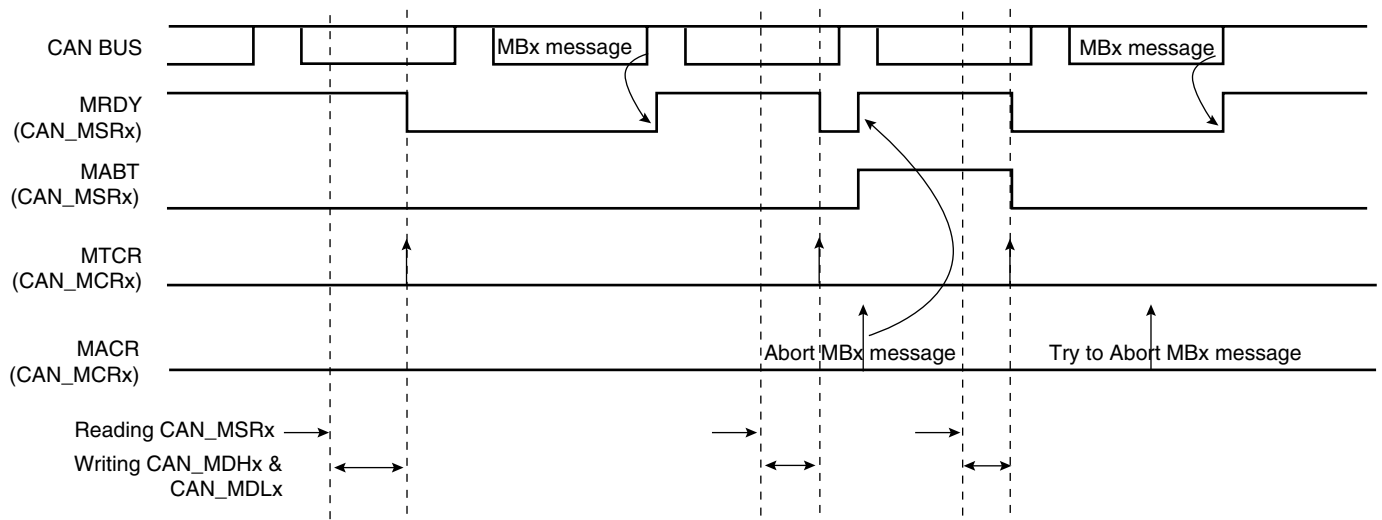 CAN BUS
MBx message
MBx message
MRDY
(CAN_MSRx)
MABT
(CAN_MSRx)
MTCR
(CAN_MCRx)
MACR
(CAN_MCRx)
Abort MBx message
Try to Abort MBx message
Reading CAN_MSRx
Writing CAN_MDHx &
CAN_MDLx